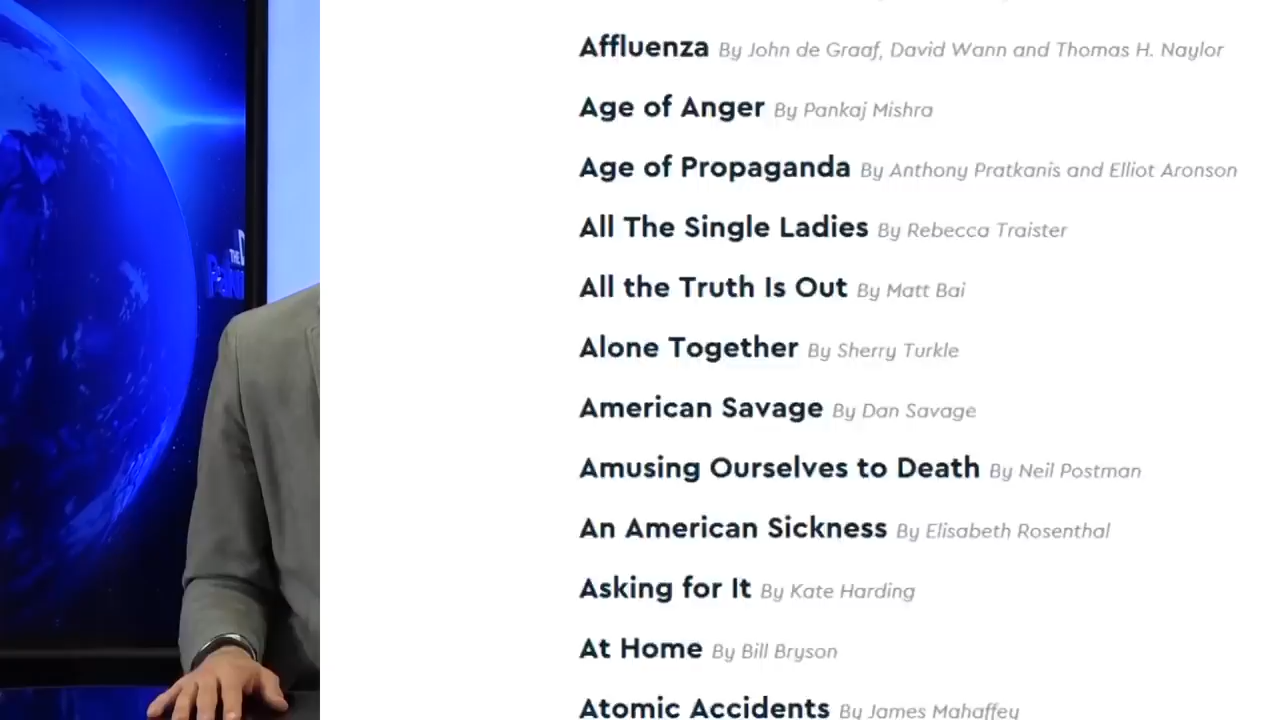 Affluenza By John de Graaf, David Wann and Thomas H. Naylor
Age of Anger By Pankaj Mishra
Age of Propaganda By Anthony Pratkanis and Elliot Aronson
All The Single Ladies By Rebecca Traister
All the Truth Is Out By Matt Bai
Alone Together By Sherry Turkle
American Savage By Dan Savage
Amusing Ourselves to Death By Neil Postman
An American Sickness By Elisabeth Rosenthal
Asking for It By Kate Harding
At Home By Bill Bryson
Atomic Accidents By James Mahaffey
THE